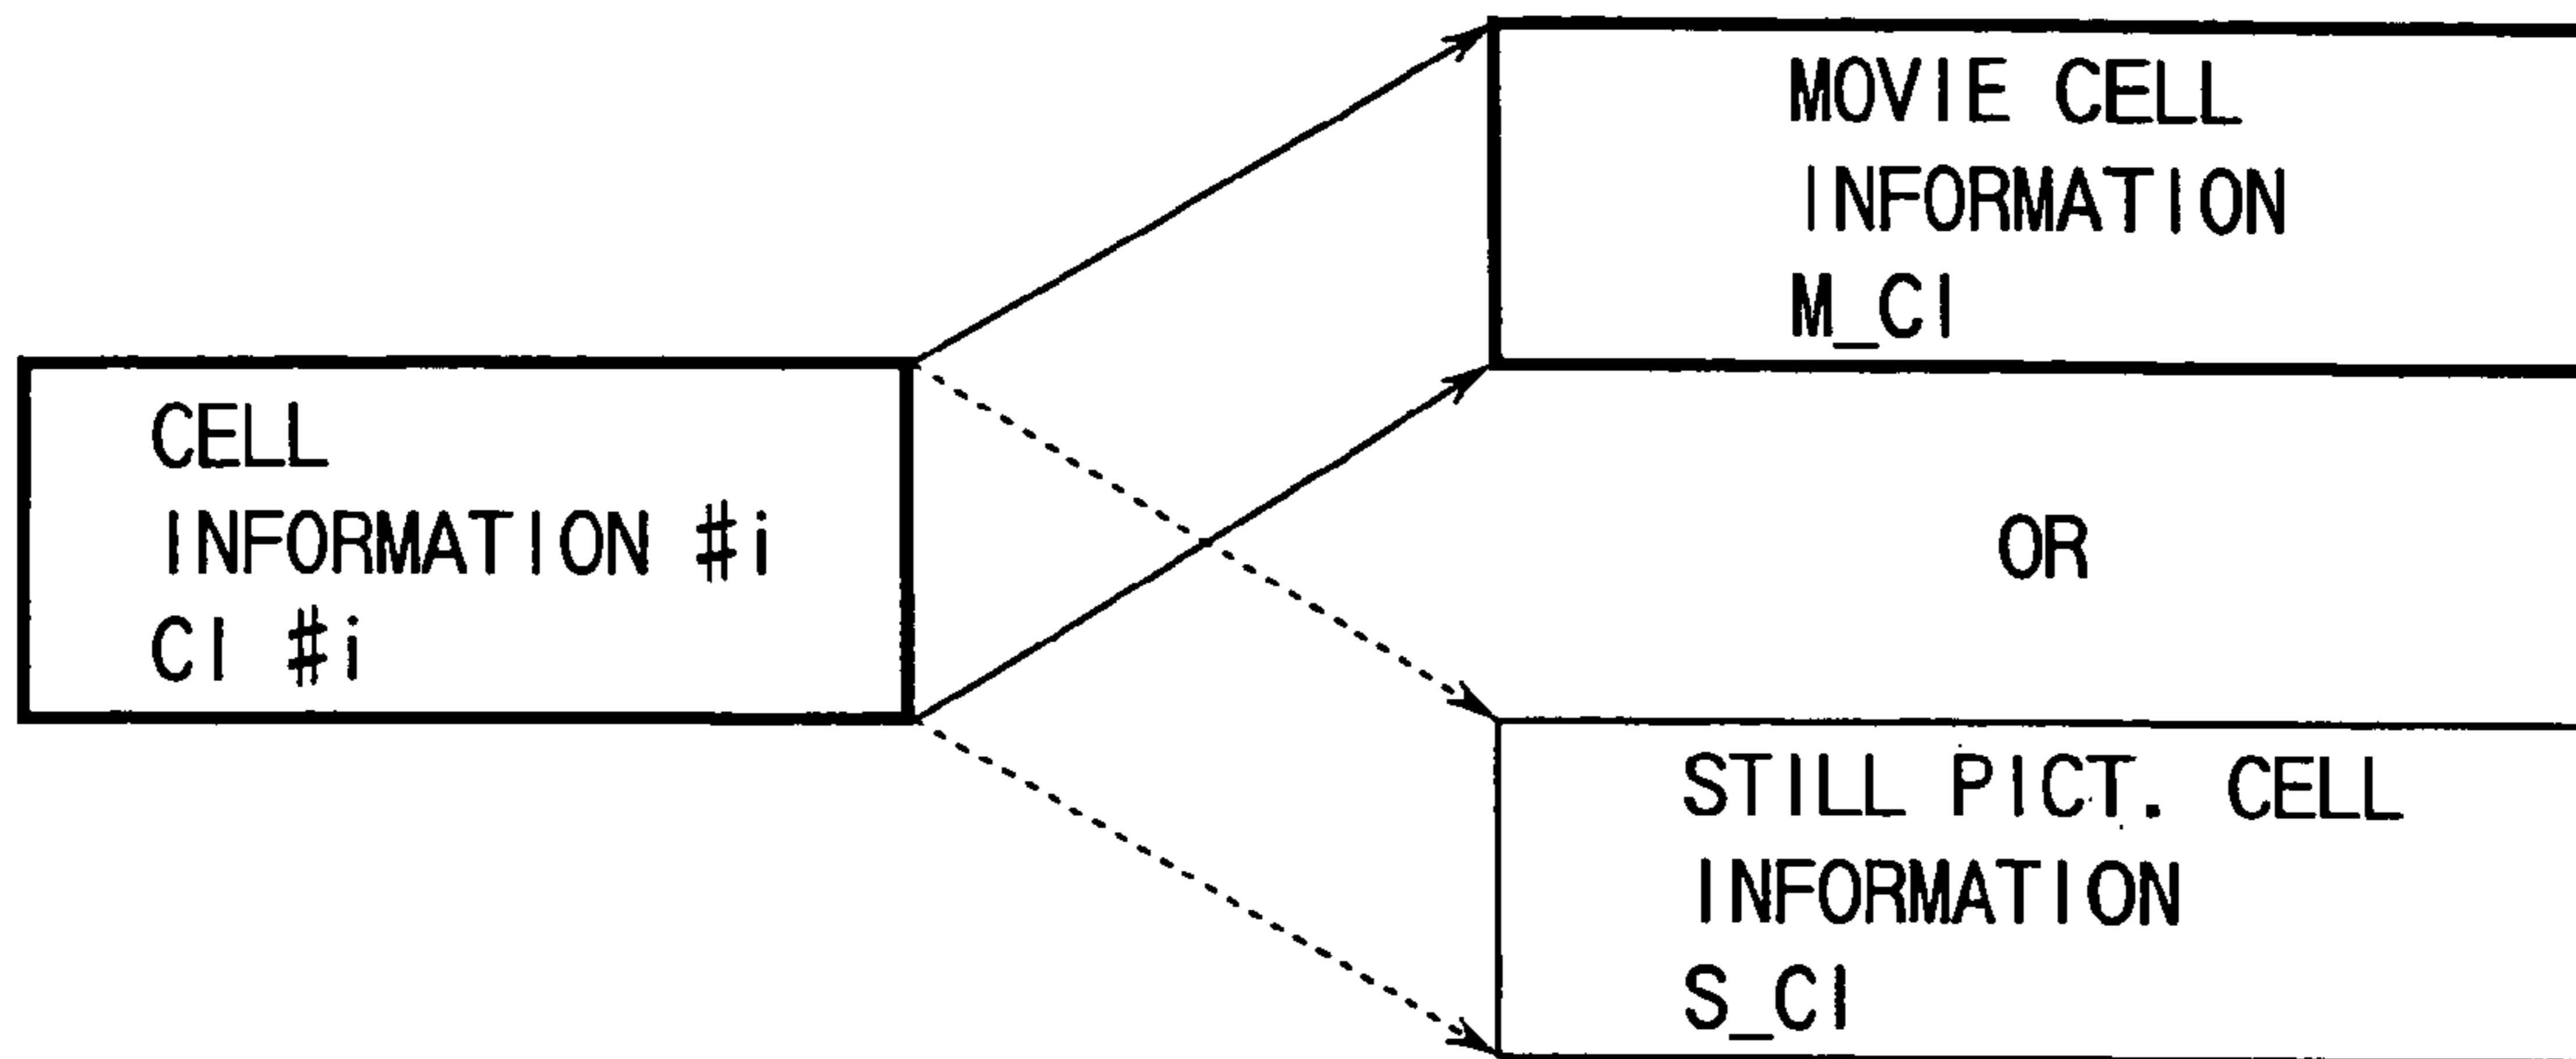 MOVIE CELL
INFORMATION
M_CI
CELL
INFORMATION #i
CI #i
OR
STILL PICT. CELL
INFORMATION
S_CI